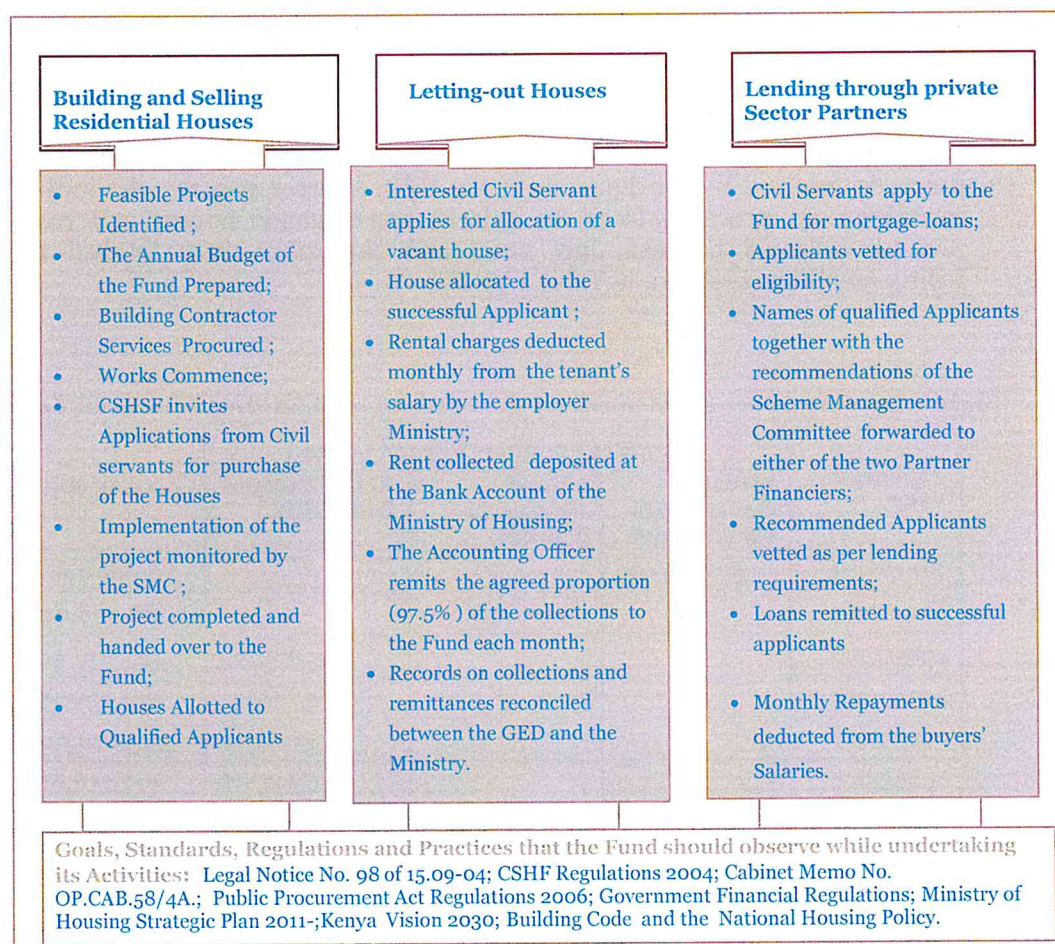 Building and Selling
Residential Houses
• Feasible Projects
Identified ;
• The Annual Budget of
the Fund Prepared;
• Building Contractor
Services Procured ;
• Works Commence;
• CSHSF invites
Applications from Civil
servants for purchase
of the Houses
• Implementation of the
project monitored by
the SMC ;
• Project completed and
handed over to the
Fund;
• Houses Allotted to
Qualified Applicants
Letting-out Houses
• Interested Civil Servant
applies for allocation of a
vacant house;
• House allocated to the
successful Applicant ;
• Rental charges deducted
monthly from the tenant's
salary by the employer
Ministry;
• Rent collected deposited at
the Bank Account of the
Ministry of Housing;
• The Accounting Officer
remits the agreed proportion
(97.5% ) of the collections to
the Fund each month;
• Records on collections and
remittances reconciled
between the GED and the
Ministry.
Lending through private
Sector Partners
• Civil Servants apply to the
Fund for mortgage-loans;
• Applicants vetted for
eligibility;
• Names of qualified Applicants
together with the
recommendations of the
Scheme Management
Committee forwarded to
either of the two Partner
Financiers;
• Recommended Applicants
vetted as per lending
requirements;
• Loans remitted to successful
applicants
• Monthly Repayments
deducted from the buyers'
Salaries.
Goals, Standards, Regulations and Practices that the Fund should observe while undertaking
its Activities: Legal Notice No. 98 of 15.09-04; CSHF Regulations 2004; Cabinet Memo No.
OP.CAB.58/4A.; Public Procurement Act Regulations 2006; Government Financial Regulations; Ministry of
Housing Strategic Plan 2011-;Kenya Vision 2030; Building Code and the National Housing Policy.